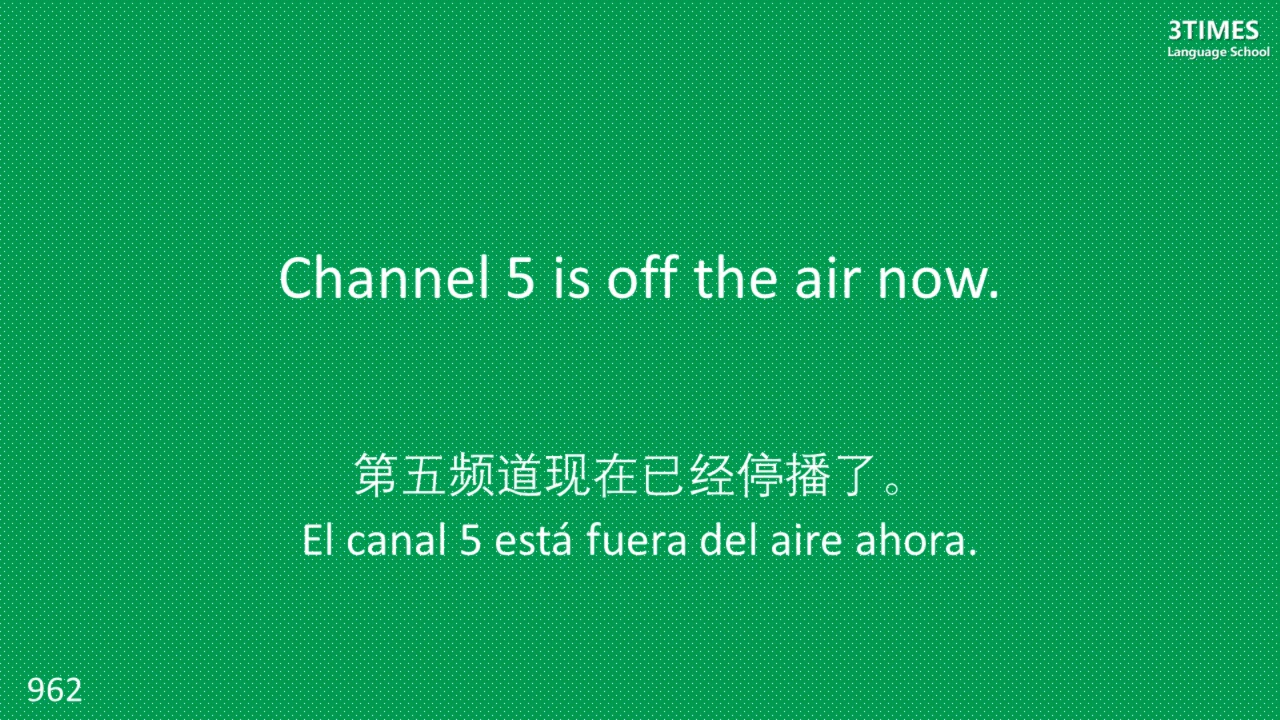 3TIMES
Language School
Channel 5 is off the air now.
第五频道现在已经停播了。
El canal 5 está fuera del aire ahora.
962